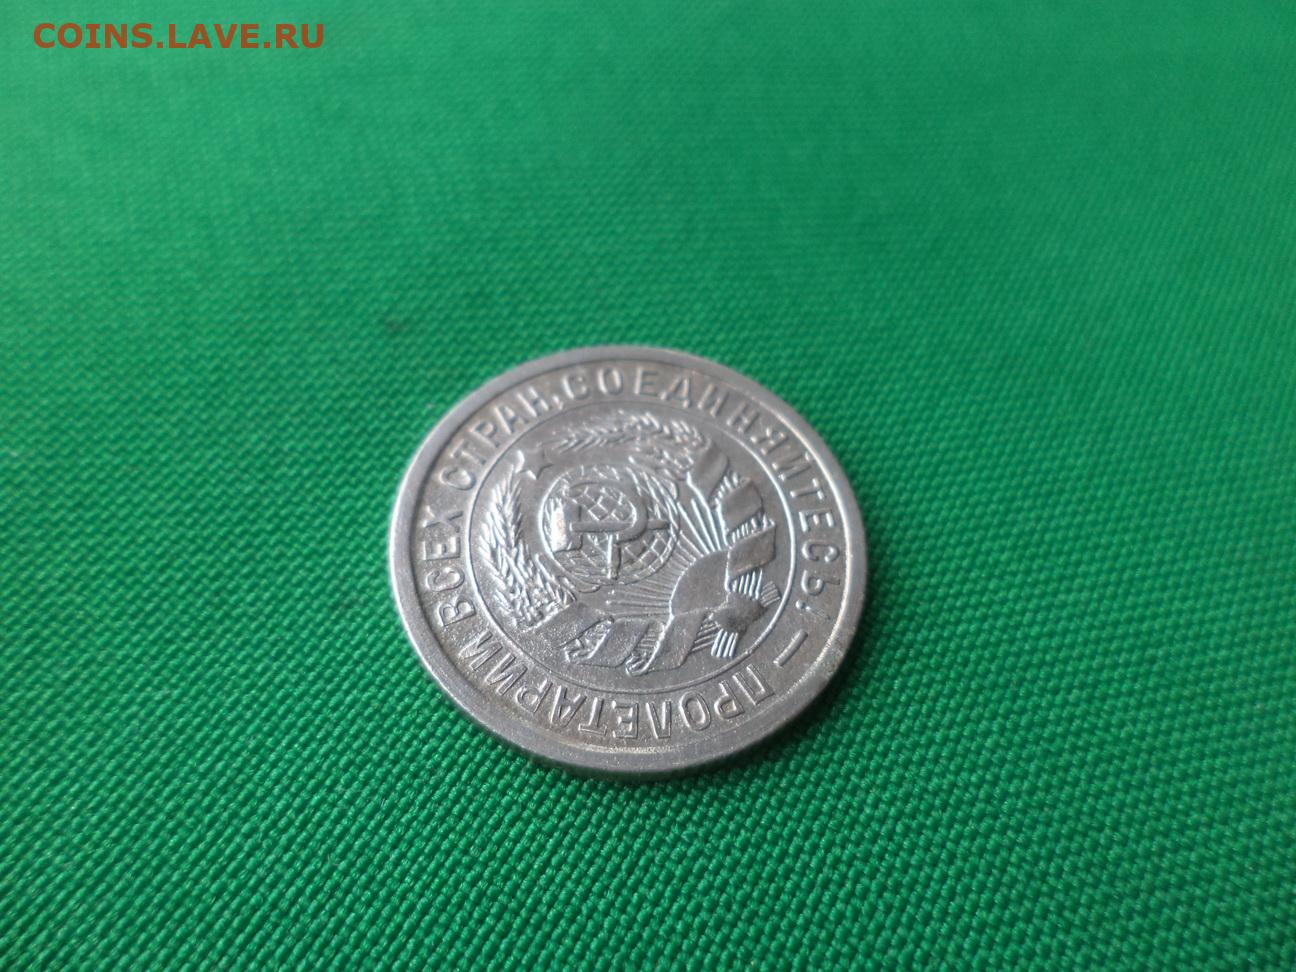 COINS.LAVE.RU
ПРОЛЕТАРИИ ВСЕХ СТРАН, СОЕДИНЯЙТЕСЬ! —